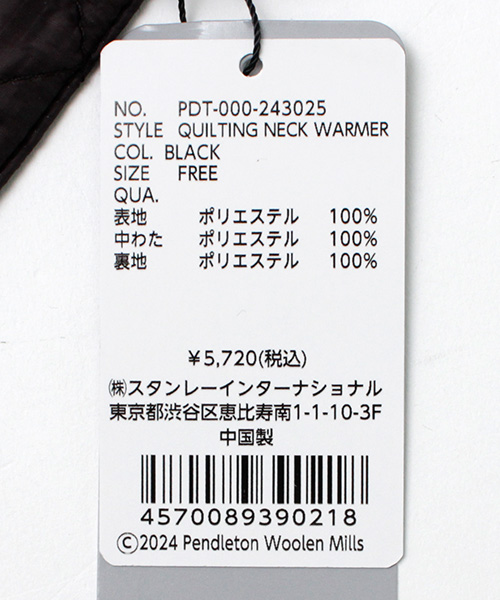 NO. PDT-000-243025
STYLE QUILTING NECK WARMER
COL. BLACK
SIZE FREE
QUA.
表地 ポリエステル 100%
中わた ポリエステル 100%
裏地 ポリエステル 100%
¥5,720(税込)
㈱スタンレーインターナショナル
東京都渋谷区恵比寿南1-1-10-3F
中国製
4570089390218
©2024 Pendleton Woolen Mills